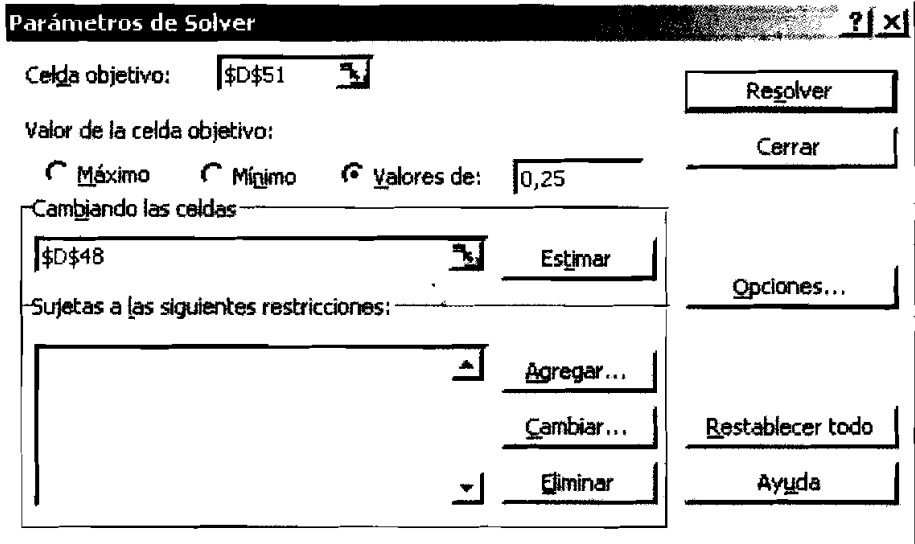 Parámetros de Solver ? ×
Celda objetivo: $D$51
Resolver
Valor de la celda objetivo:
Cerrar
Máximo Mínimo Valores de: 0,25
Cambiando las celdas
$D$48 Estimar
Opciones...
Sujetas a las siguientes restricciones:
Agregar...
Cambiar... Restablecer todo
Eliminar Ayuda